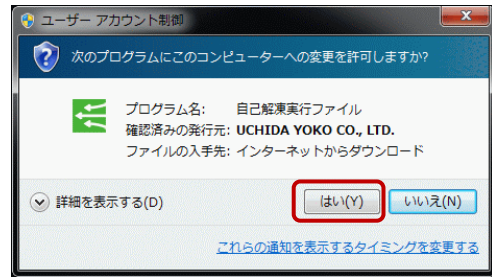 ユーザー アカウント制御
次のプログラムにこのコンピューターへの変更を許可しますか?
プログラム名: 自己解凍実行ファイル
確認済みの発行元: UCHIDA YOKO CO., LTD.
ファイルの入手先: インターネットからダウンロード
詳細を表示する(D) はい(Y) いいえ(N)
これらの通知を表示するタイミングを変更する